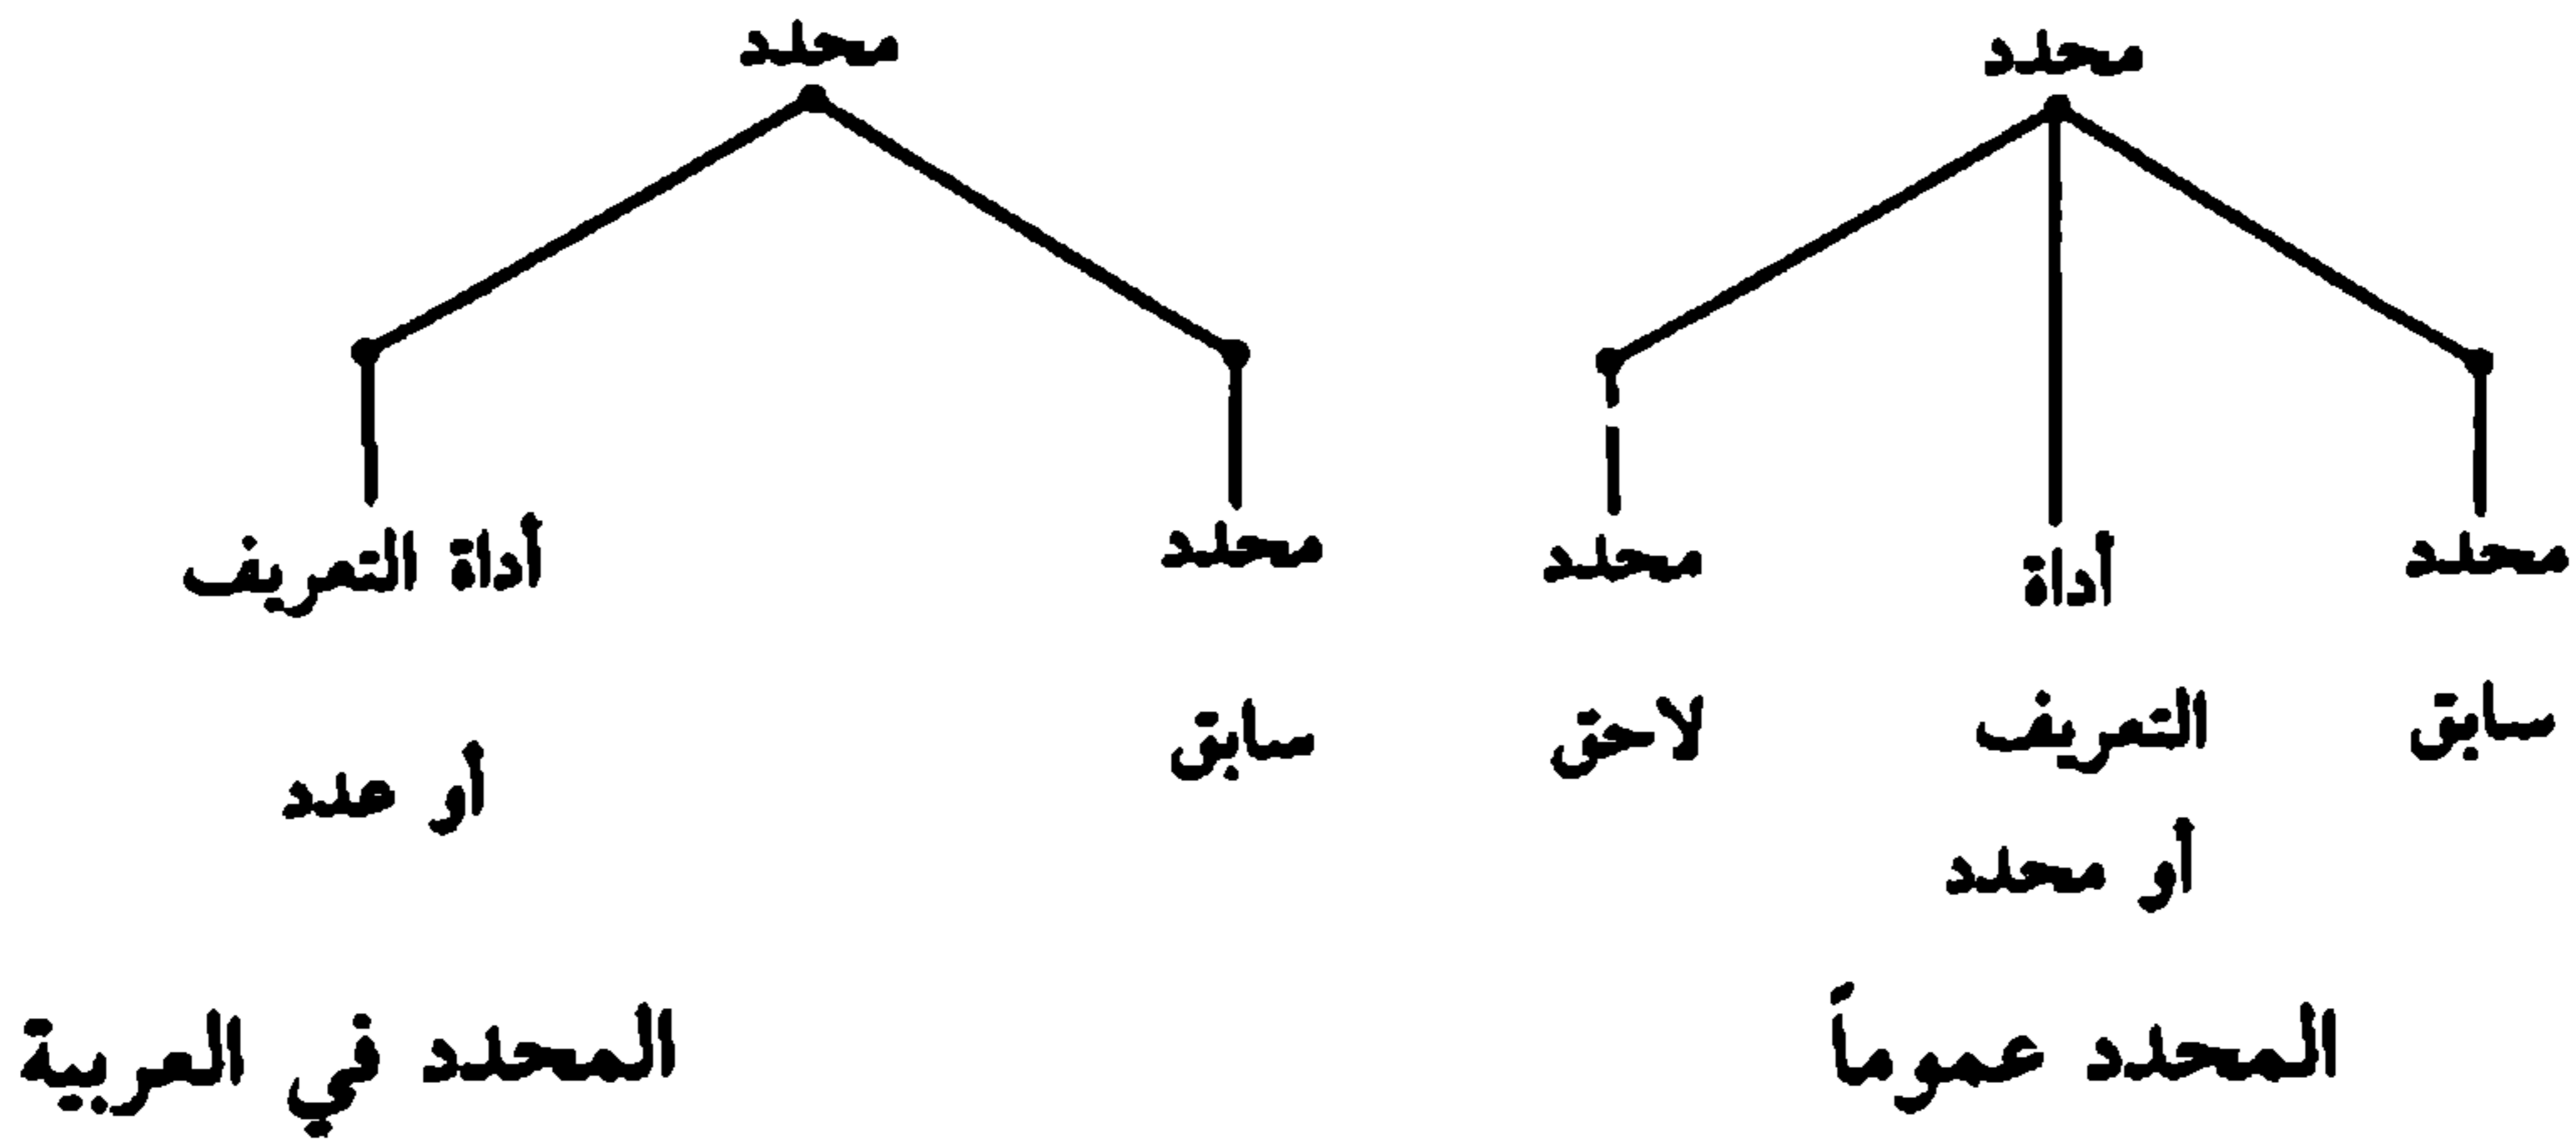 محدد
محدد
محدد
أداة
محدد
محدد
أداة التعريف
سابق
التعريف
لاحق
سابق
أو محدد
أو عدد
المحدد عموماً
المحدد في العربية